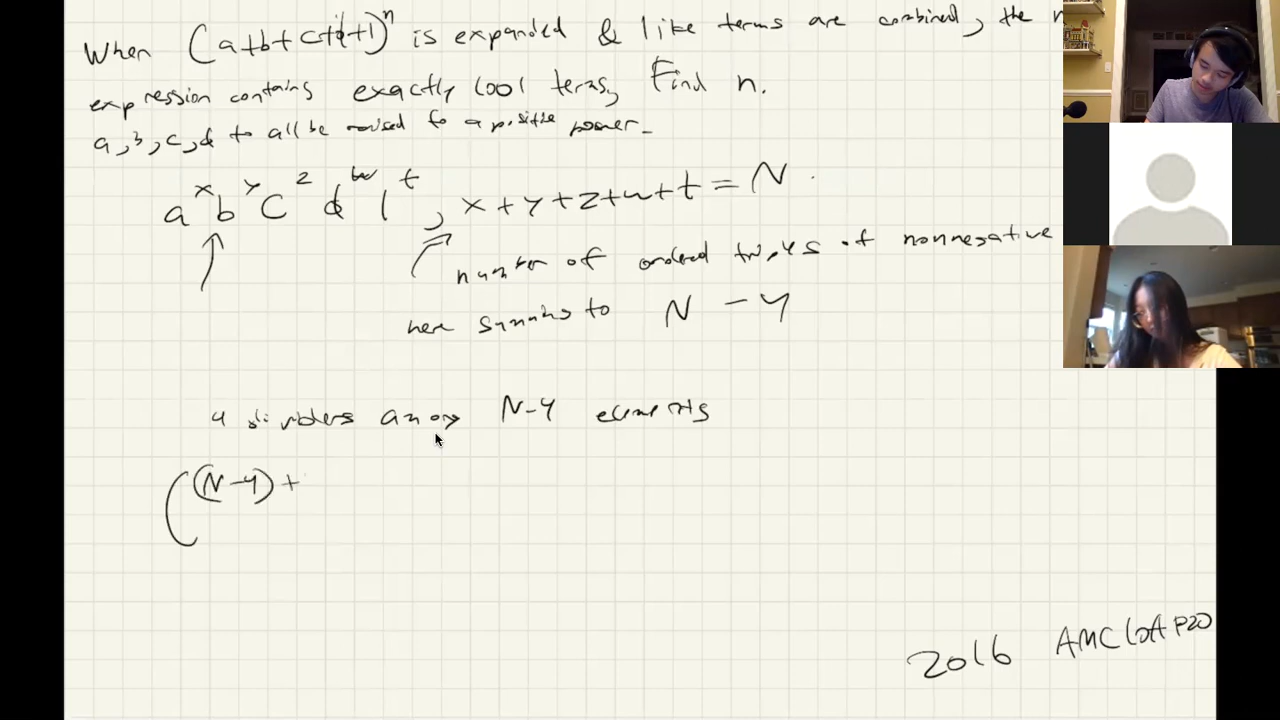 When (a+b+c+d+1)^n is expanded & like terms are combined, the
expression contains exactly 1001 terms, Find n.
a, b, c, d to all be raised to a positive power.
a^x b^y c^z d^w 1^t, x+y+z+w+t = N.
number of ordered of nonnegative
summing to N-4
4 dividers among N-4 elements
((N-4)+
2016 AMC 10A P20